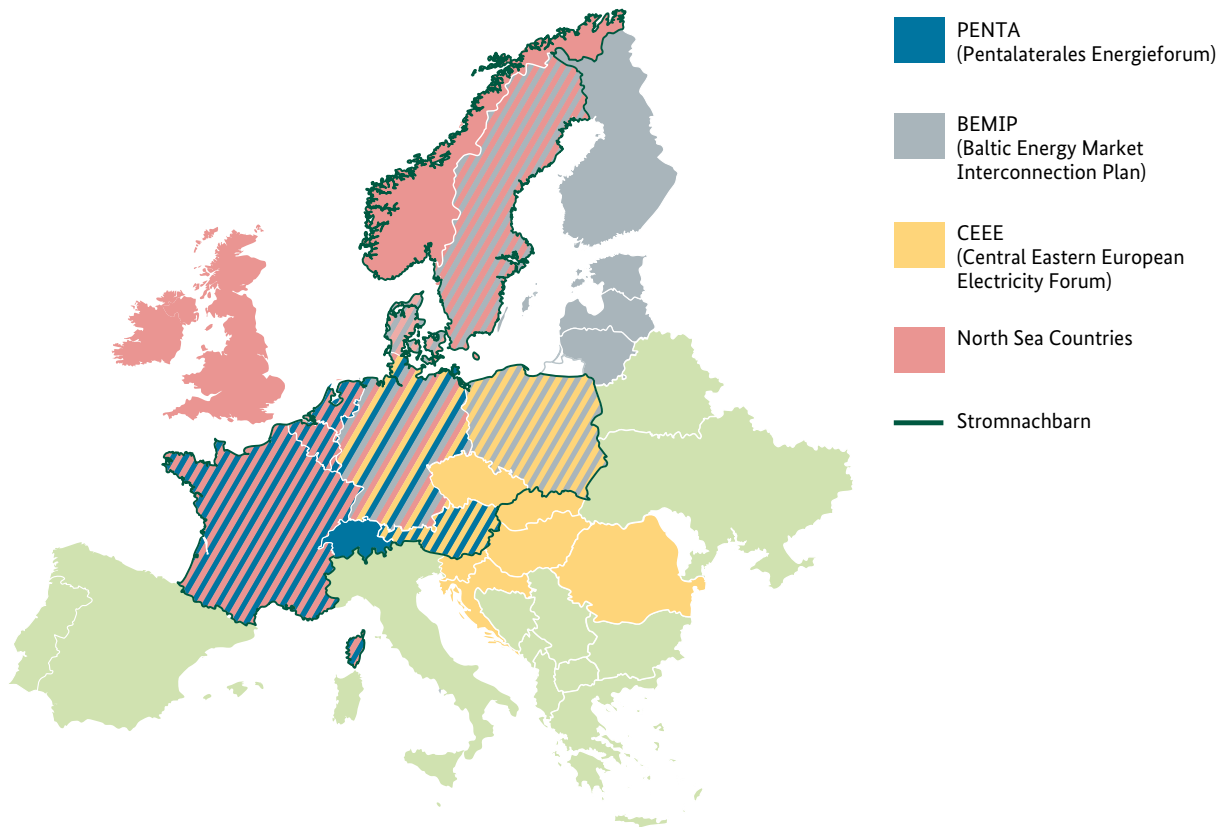 PENTA
(Pentalaterales Energieforum)
BEMIP
(Baltic Energy Market
Interconnection Plan)
CEEE
(Central Eastern European
Electricity Forum)
North Sea Countries
Stromnachbarn